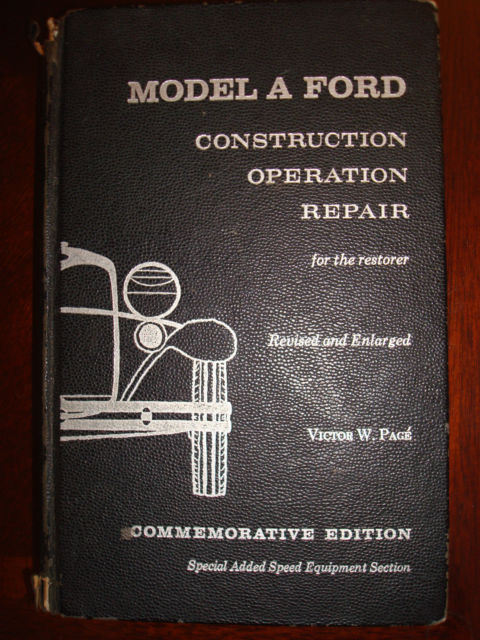 MODEL A FORD
CONSTRUCTION
OPERATION
REPAIR
for the restorer
Revised and Enlarged
VICTOR W. PAGÉ
COMMEMORATIVE EDITION
Special Added Speed Equipment Section